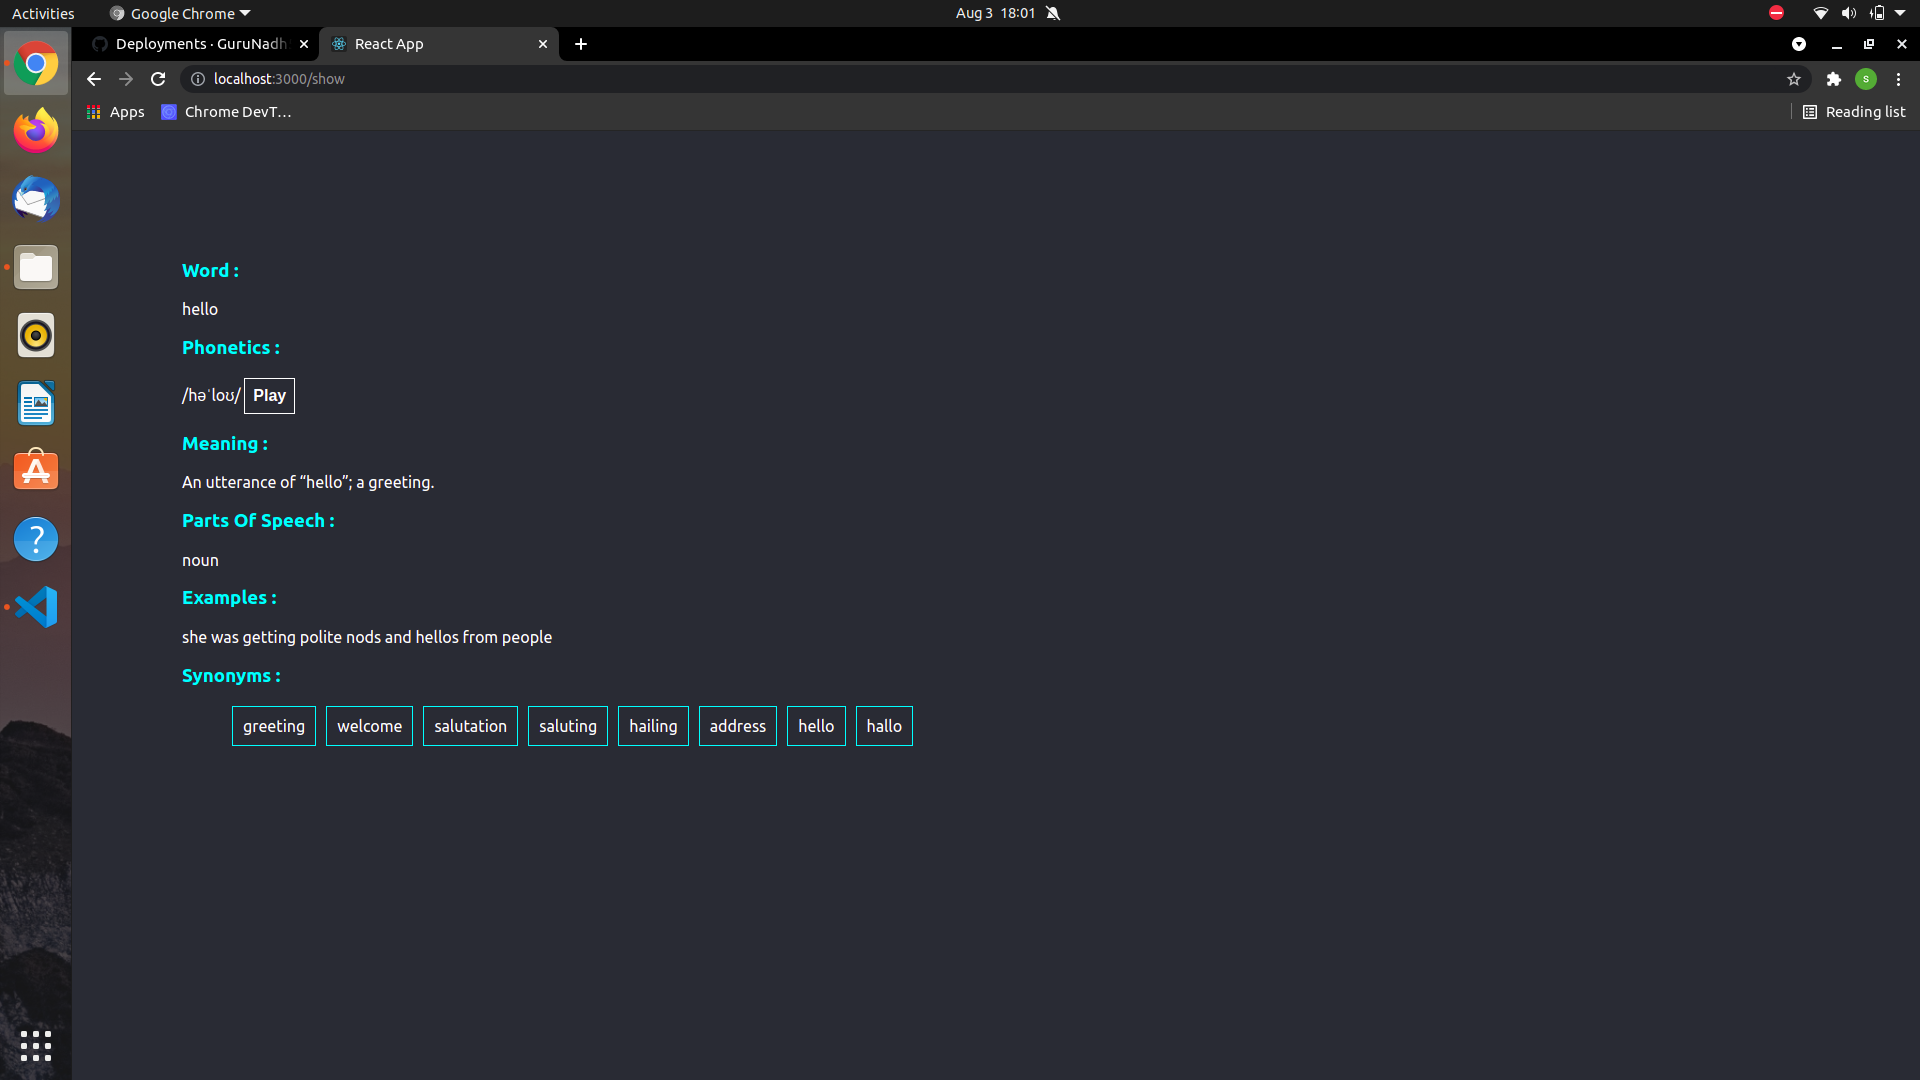 Activities
Google Chrome
Aug 3 18:01
Deployments · GuruNadh
React App
localhost:3000/show
S
Apps
Chrome DevT...
Reading list
Word :
hello
Phonetics :
/həˈloʊ/ Play
Meaning :
An utterance of “hello”; a greeting.
Parts Of Speech :
noun
Examples :
she was getting polite nods and hellos from people
Synonyms :
greeting welcome salutation saluting hailing address hello hallo